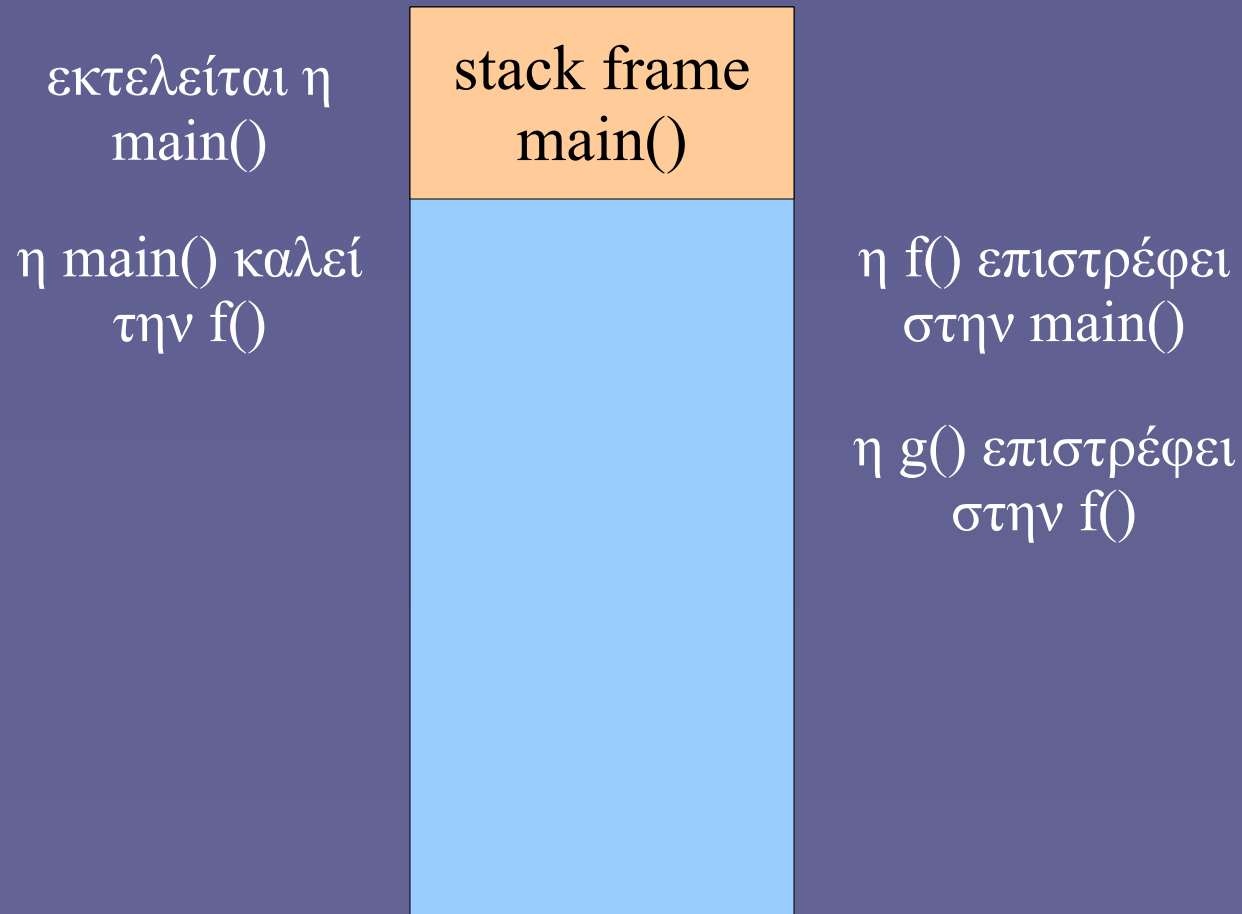 εκτελείται η
main()
η main() καλεί
την f()
stack frame
main()
η f() επιστρέφει
στην main()
η g() επιστρέφει
στην f()